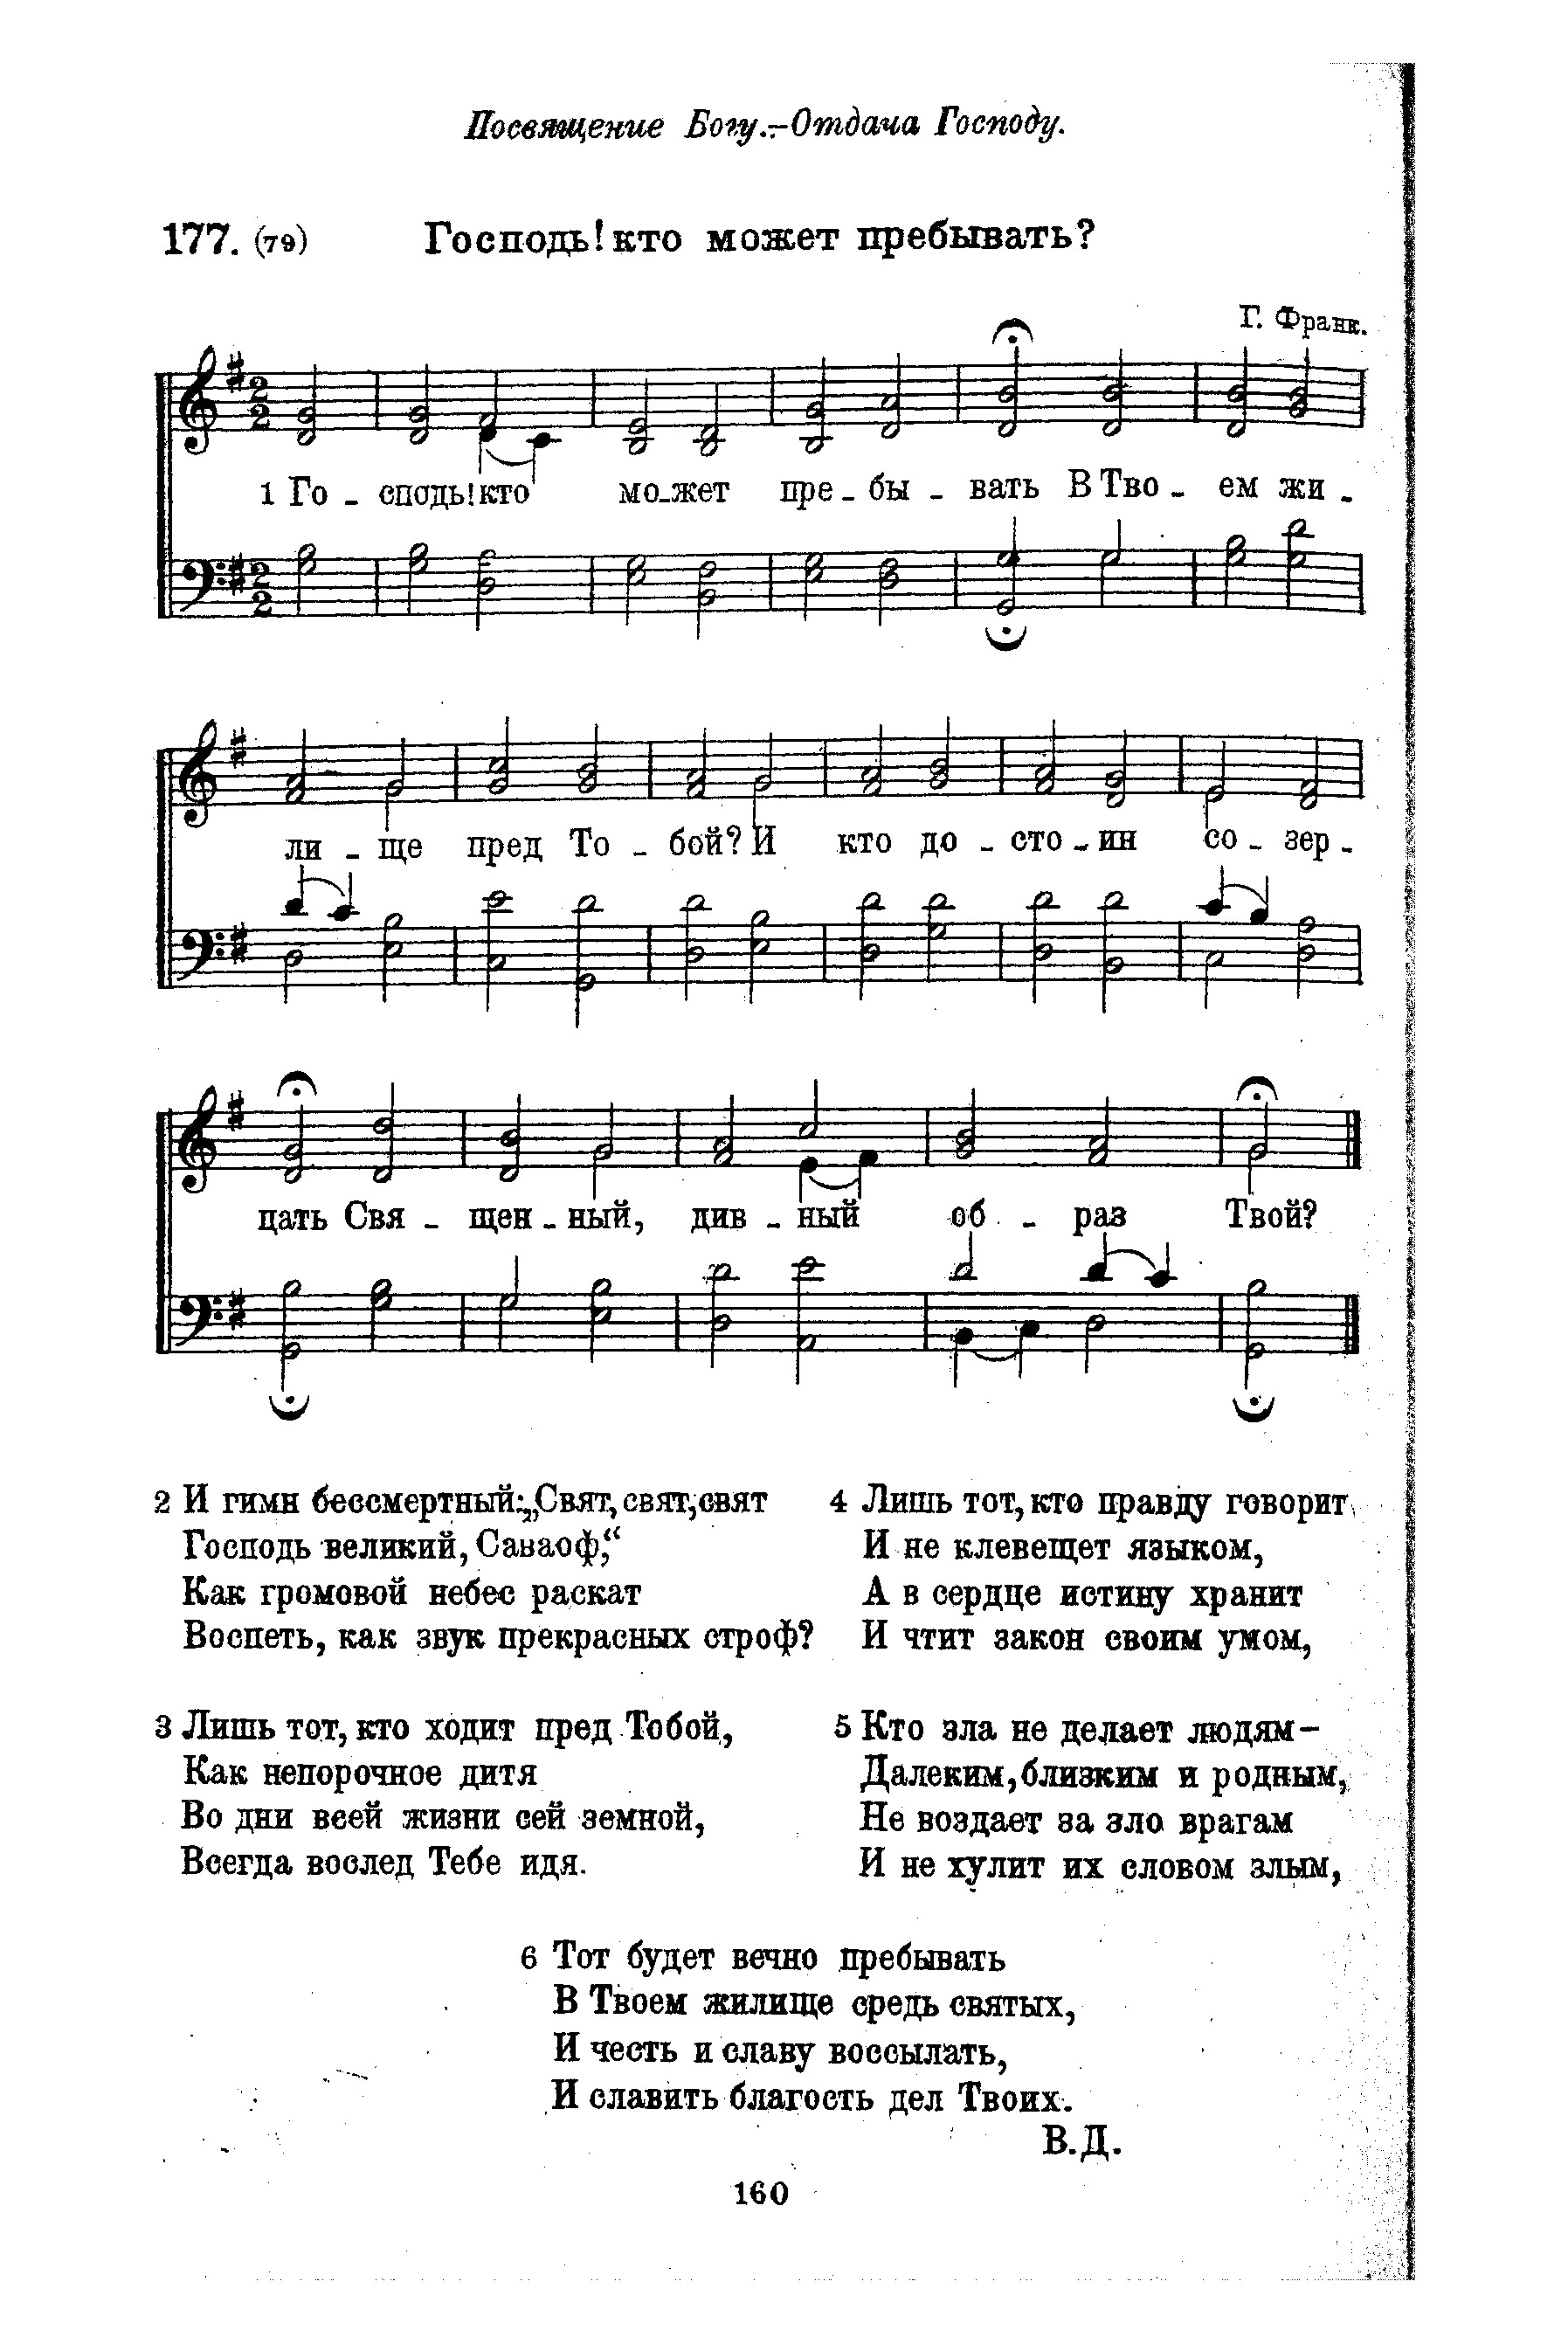 Посвящение Богу.–Отдача Господу.
177. (79) Господь! кто может пребывать?
Г. Франк.
1 Го - сподь! кто мо-жет пре - бы - вать В Тво - ем жи -
ли - ще пред То - бой? И кто до - сто - ин со - зер -
цать Свя - щен - ный, див - ный об - раз Твой?
2 И гимн бессмертный: „Свят, свят, свят
Господь великий, Саваоф,“
Как громовой небес раскат
Воспеть, как звук прекрасных строф?
3 Лишь тот, кто ходит пред Тобой,
Как непорочное дитя
Во дни всей жизни сей земной,
Всегда вослед Тебе идя.
4 Лишь тот, кто правду говорит
И не клевещет языком,
А в сердце истину хранит
И чтит закон своим умом,
5 Кто зла не делает людям–
Далеким, близким и родным,
Не воздает за зло врагам
И не хулит их словом злым,
6 Тот будет вечно пребывать
В Твоем жилище средь святых,
И честь и славу воссылать,
И славить благость дел Твоих.
В.Д.
160